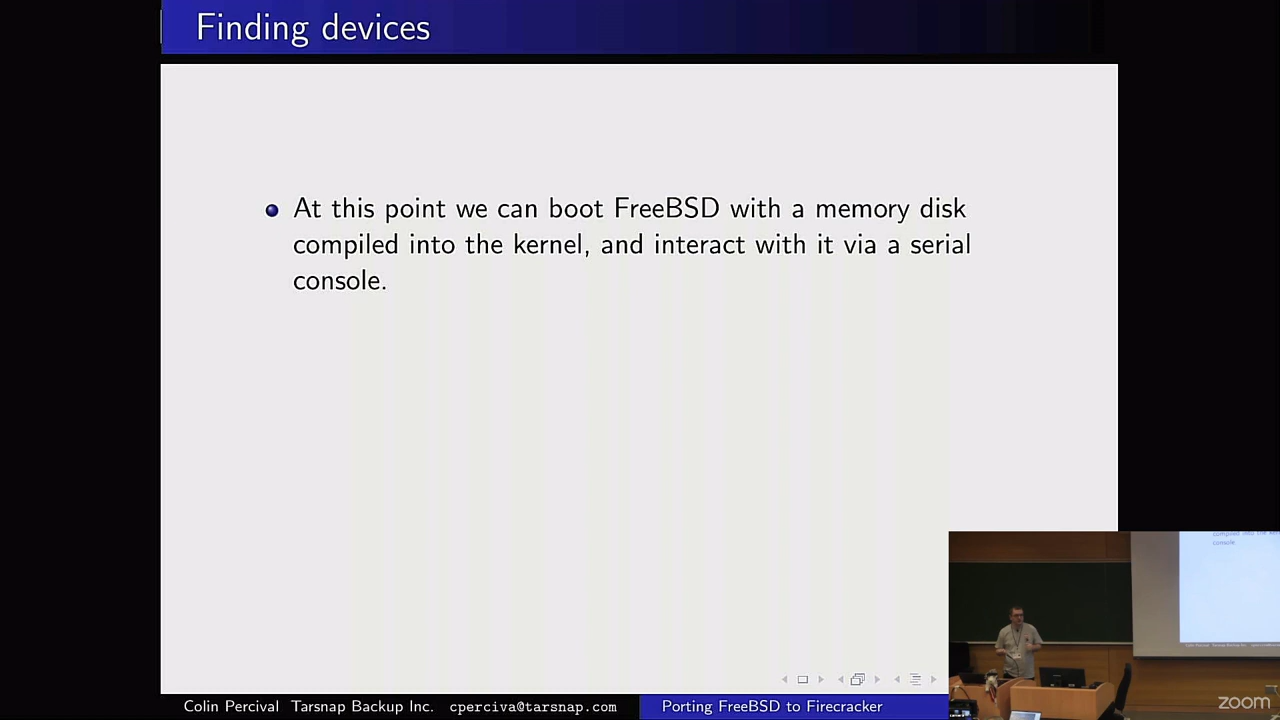 Finding devices
At this point we can boot FreeBSD with a memory disk
compiled into the kernel, and interact with it via a serial
console.
Colin Percival Tarsnap Backup Inc. cperciva@tarsnap.com
Porting FreeBSD to Firecracker
zoom